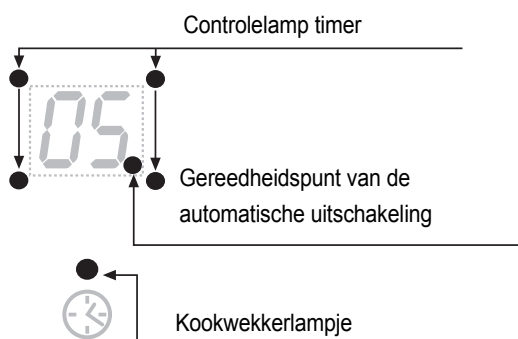 Controlelamp timer
05
Gereedheidspunt van de
automatische uitschakeling
Kookwekkerlampje